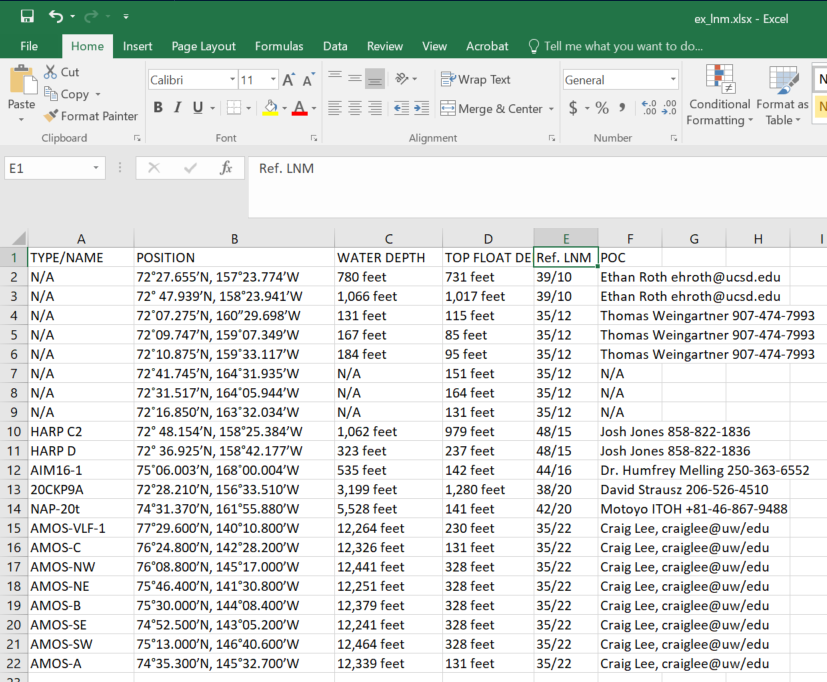 ex_lnm.xlsx - Excel
File Home Insert Page Layout Formulas Data Review View Acrobat Tell me what you want to do...
Paste Cut Copy Format Painter Clipboard
Calibri 11 A A B I U A Font
Wrap Text Merge & Center Alignment
General $ % , .0 .00 .00 .0 Number
Conditional Formatting Format as Table N N
E1 fx Ref. LNM
A B C D E F G H I
1 TYPE/NAME POSITION WATER DEPTH TOP FLOAT DE Ref. LNM POC
2 N/A 72°27.655’N, 157°23.774’W 780 feet 731 feet 39/10 Ethan Roth ehroth@ucsd.edu
3 N/A 72° 47.939’N, 158°23.941’W 1,066 feet 1,017 feet 39/10 Ethan Roth ehroth@ucsd.edu
4 N/A 72°07.275’N, 160”29.698’W 131 feet 115 feet 35/12 Thomas Weingartner 907-474-7993
5 N/A 72°09.747’N, 159°07.349’W 167 feet 85 feet 35/12 Thomas Weingartner 907-474-7993
6 N/A 72°10.875’N, 159°33.117’W 184 feet 95 feet 35/12 Thomas Weingartner 907-474-7993
7 N/A 72°41.745’N, 164°31.935’W N/A 151 feet 35/12 N/A
8 N/A 72°31.517’N, 164°05.944’W N/A 164 feet 35/12 N/A
9 N/A 72°16.850’N, 163°32.034’W N/A 131 feet 35/12 N/A
10 HARP C2 72° 48.154’N, 158°25.384’W 1,062 feet 979 feet 48/15 Josh Jones 858-822-1836
11 HARP D 72° 36.925’N, 158°42.177’W 323 feet 237 feet 48/15 Josh Jones 858-822-1836
12 AIM16-1 75°06.003’N, 168°00.004’W 535 feet 142 feet 44/16 Dr. Humfrey Melling 250-363-6552
13 20CKP9A 72°28.210’N, 156°33.510’W 3,199 feet 1,280 feet 38/20 David Strausz 206-526-4510
14 NAP-20t 74°31.370’N, 161°55.880’W 5,528 feet 141 feet 42/20 Motoyo ITOH +81-46-867-9488
15 AMOS-VLF-1 77°29.600’N, 140°10.800’W 12,264 feet 230 feet 35/22 Craig Lee, craiglee@uw/edu
16 AMOS-C 76°24.800’N, 142°28.200’W 12,326 feet 131 feet 35/22 Craig Lee, craiglee@uw/edu
17 AMOS-NW 76°08.800’N, 145°17.000’W 12,441 feet 328 feet 35/22 Craig Lee, craiglee@uw/edu
18 AMOS-NE 75°46.400’N, 141°30.800’W 12,251 feet 328 feet 35/22 Craig Lee, craiglee@uw/edu
19 AMOS-B 75°30.000’N, 144°08.400’W 12,379 feet 328 feet 35/22 Craig Lee, craiglee@uw/edu
20 AMOS-SE 74°52.500’N, 143°05.200’W 12,241 feet 328 feet 35/22 Craig Lee, craiglee@uw/edu
21 AMOS-SW 75°13.000’N, 146°40.600’W 12,464 feet 328 feet 35/22 Craig Lee, craiglee@uw/edu
22 AMOS-A 74°35.300’N, 145°32.700’W 12,339 feet 131 feet 35/22 Craig Lee, craiglee@uw/edu